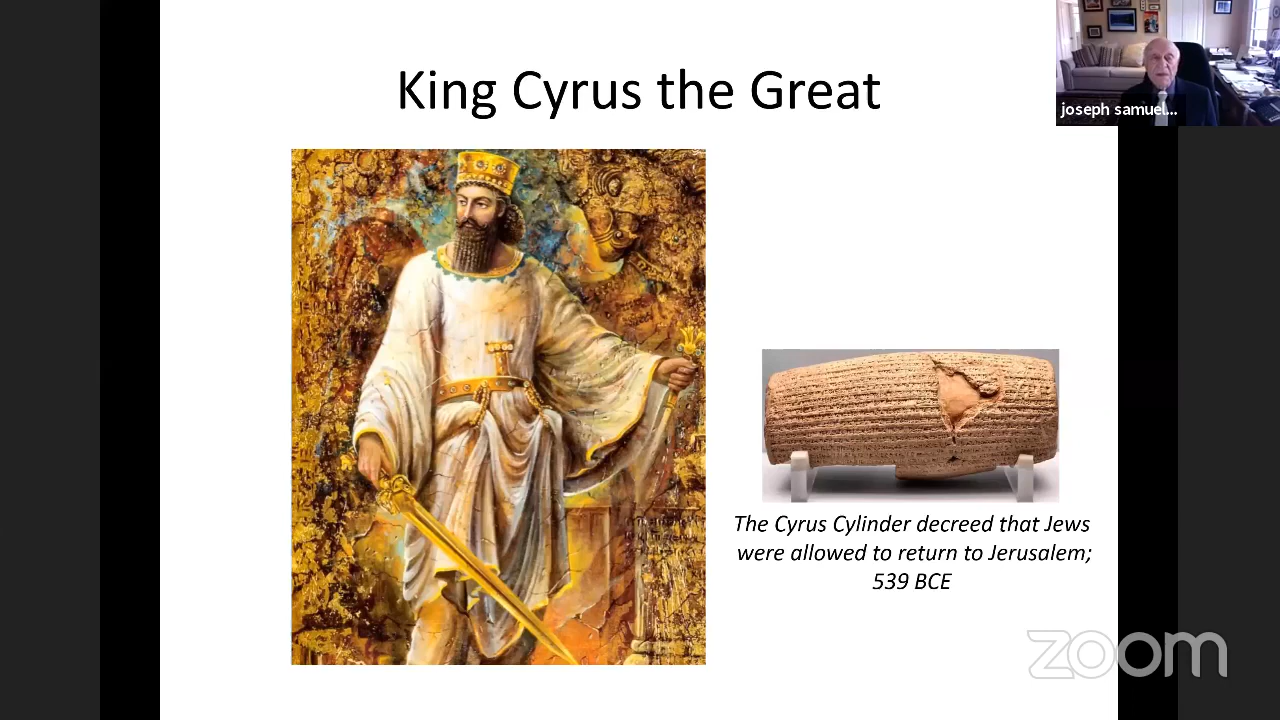 King Cyrus the Great
joseph samuel...
The Cyrus Cylinder decreed that Jews
were allowed to return to Jerusalem;
539 BCE
zoom